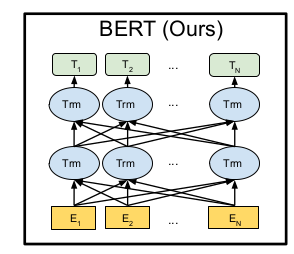 BERT (Ours)
T1 T2 ... TN
Trm Trm ... Trm
Trm Trm ... Trm
E1 E2 ... EN